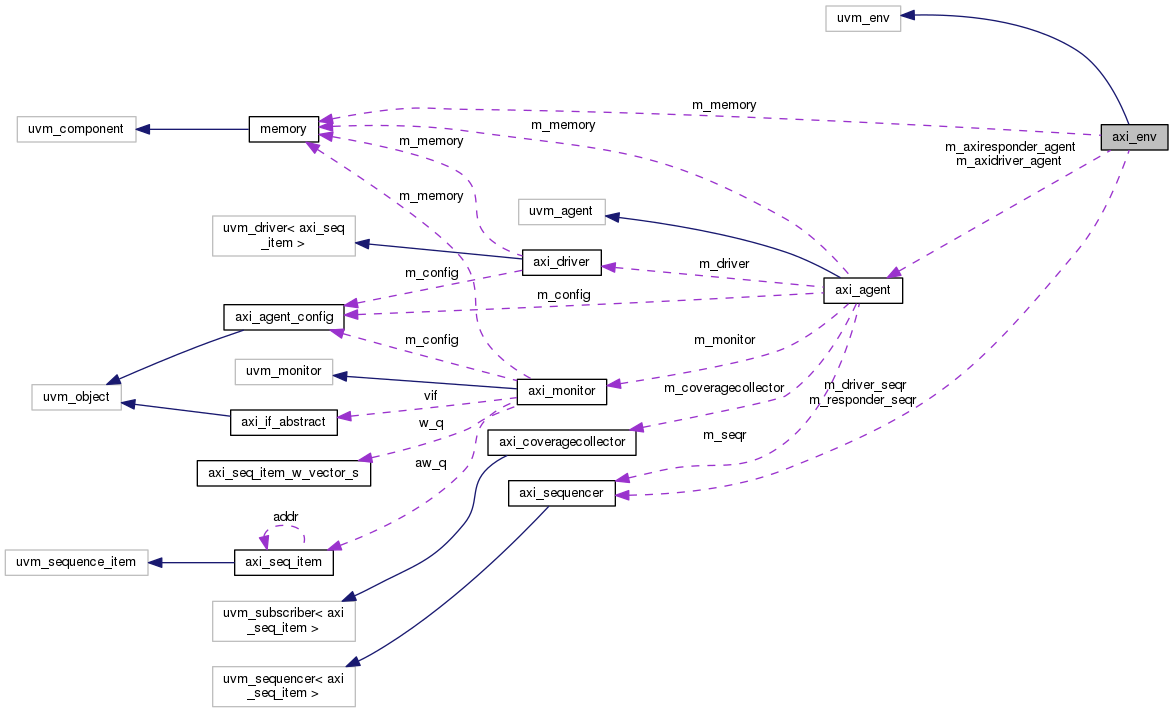 uvm_env
m_memory
m_memory
uvm_component
memory
axi_env
m_memory
m_axiresponder_agent
m_axidriver_agent
m_memory
uvm_agent
uvm_driver< axi_seq
_item >
axi_driver
m_driver
m_config
axi_agent
m_config
axi_agent_config
m_config
m_monitor
uvm_monitor
uvm_object
axi_monitor
m_coveragecollector
m_driver_seqr
m_responder_seqr
vif
axi_if_abstract
w_q
m_seqr
axi_coveragecollector
aw_q
axi_seq_item_w_vector_s
axi_sequencer
addr
uvm_sequence_item
axi_seq_item
uvm_subscriber< axi
_seq_item >
uvm_sequencer< axi
_seq_item >